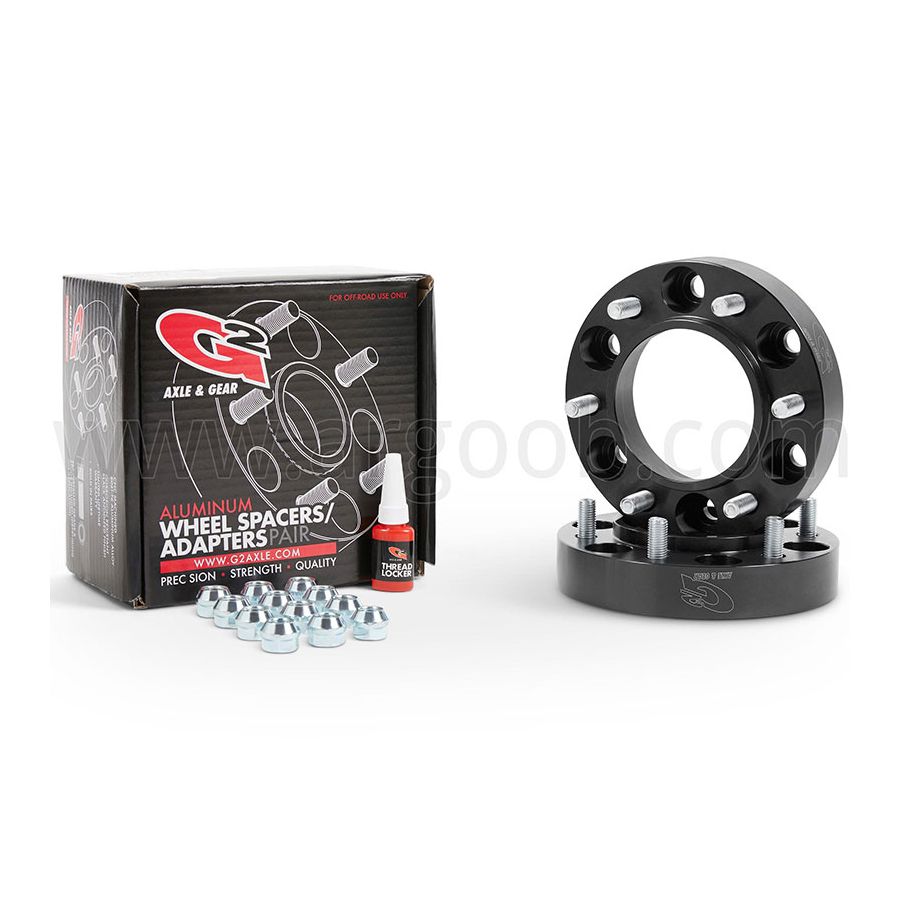 FOR OFF-ROAD USE ONLY.
G2
AXLE & GEAR
ALUMINUM
WHEEL SPACERS/
ADAPTERS PAIR
WWW.G2AXLE.COM
PREC SION • STRENGTH • QUALITY
G2
THREAD
LOCKER
G2
AXLE & GEAR
www.argoob.com